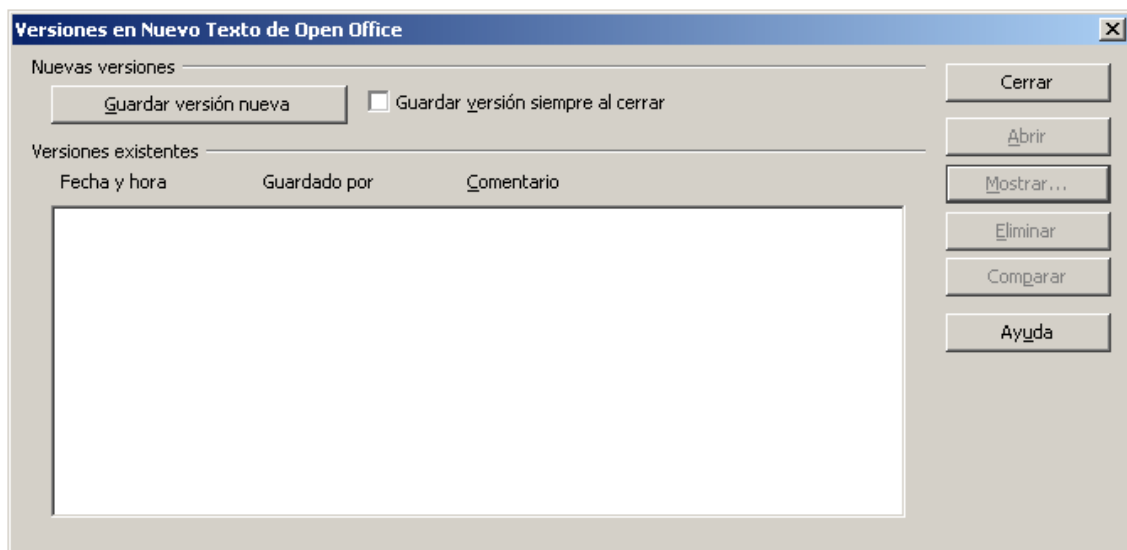 Versiones en Nuevo Texto de Open Office
Nuevas versiones
Guardar versión nueva
Guardar versión siempre al cerrar
Versiones existentes
Fecha y hora Guardado por Comentario
Cerrar
Abrir
Mostrar...
Eliminar
Comparar
Ayuda